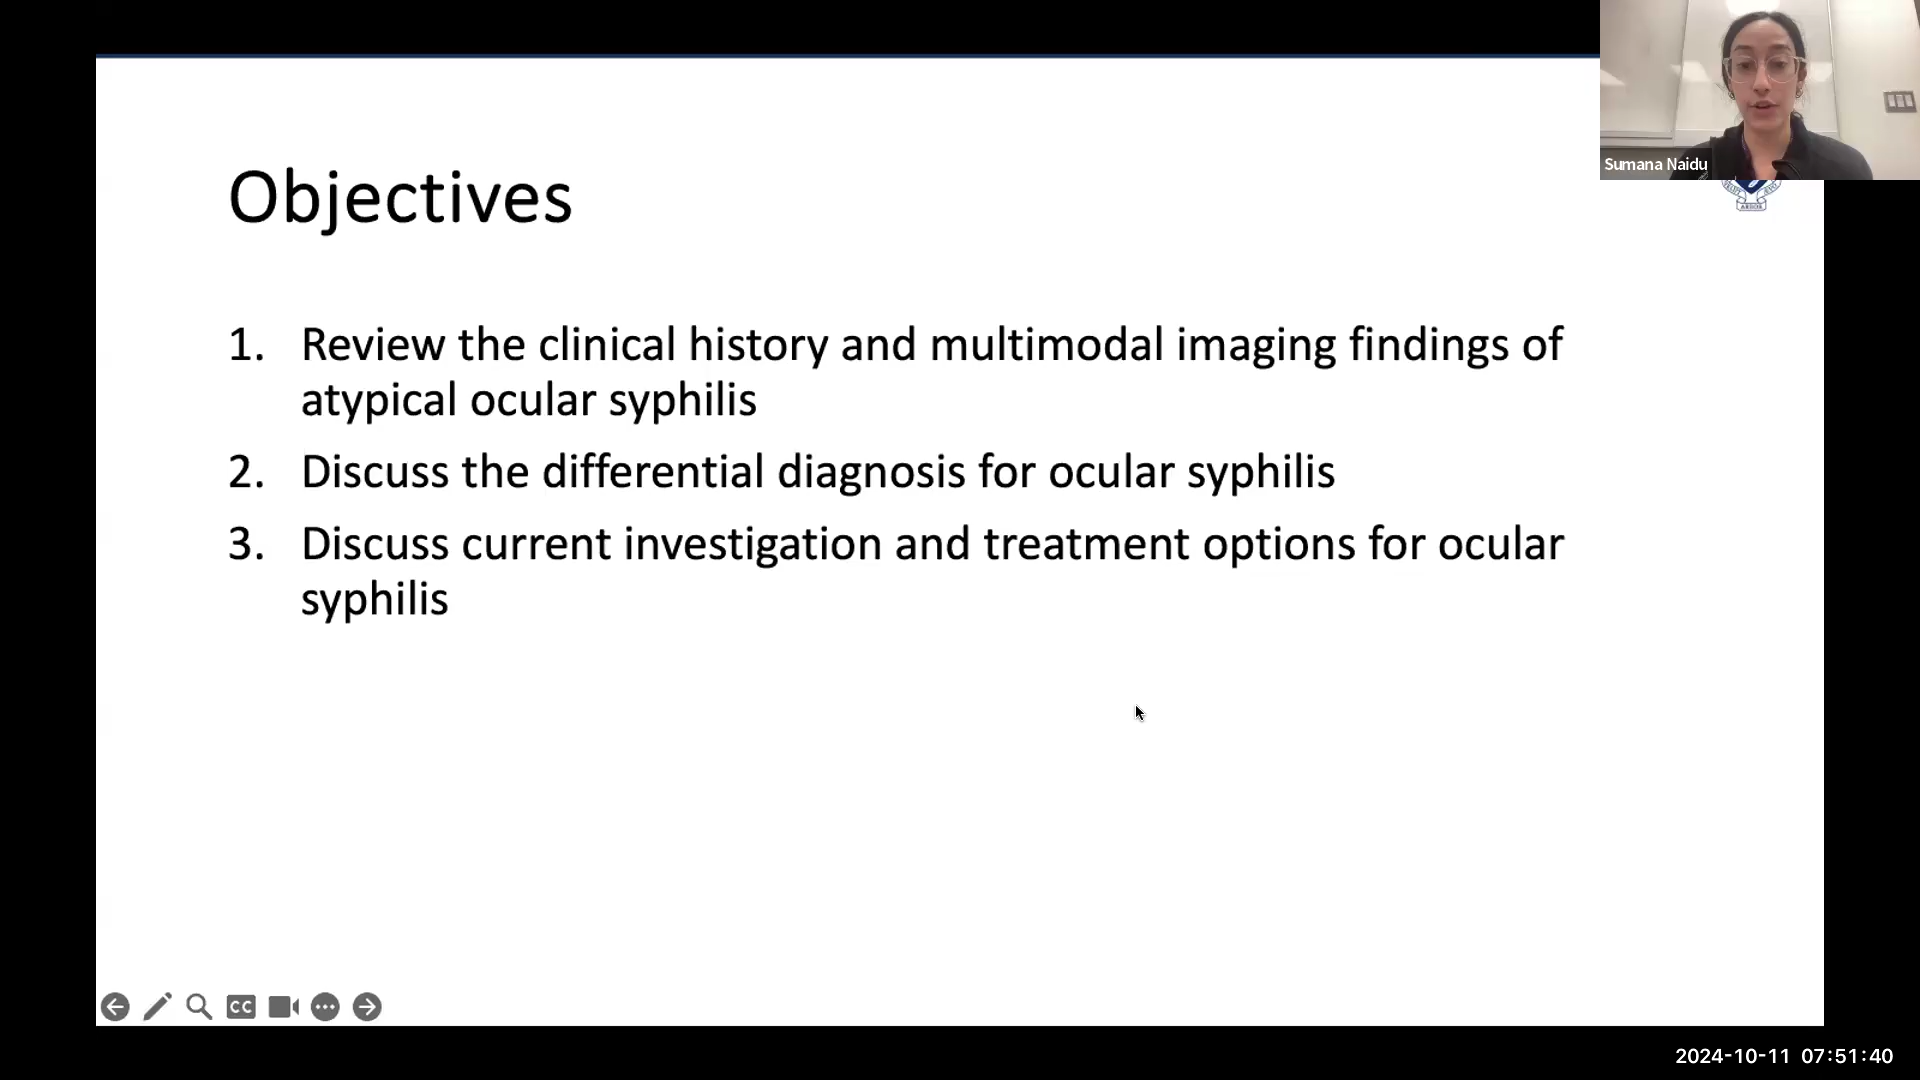 Sumana Naidu
ARBOR
Objectives
1. Review the clinical history and multimodal imaging findings of
atypical ocular syphilis
2. Discuss the differential diagnosis for ocular syphilis
3. Discuss current investigation and treatment options for ocular
syphilis
CC
2024-10-11 07:51:40